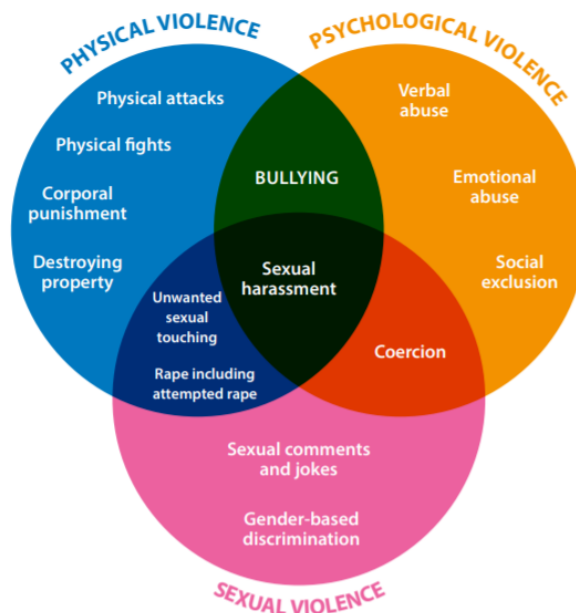 PHYSICAL VIOLENCE
PSYCHOLOGICAL VIOLENCE
Physical attacks
Physical fights
Corporal
punishment
Destroying
property
BULLYING
Verbal
abuse
Emotional
abuse
Social
exclusion
Sexual
harassment
Unwanted
sexual
touching
Rape including
attempted rape
Coercion
Sexual comments
and jokes
Gender-based
discrimination
SEXUAL VIOLENCE